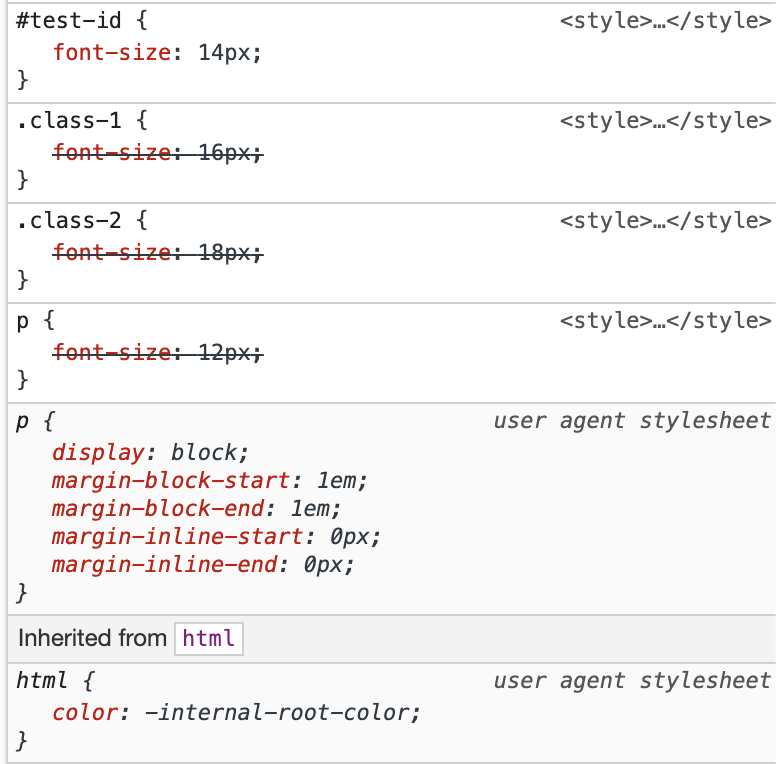 #test-id { <style>…</style>
font-size: 14px;
}
.class-1 { <style>…</style>
font-size: 16px;
}
.class-2 { <style>…</style>
font-size: 18px;
}
p { <style>…</style>
font-size: 12px;
}
p { user agent stylesheet
display: block;
margin-block-start: 1em;
margin-block-end: 1em;
margin-inline-start: 0px;
margin-inline-end: 0px;
}
Inherited from html
html { user agent stylesheet
color: -internal-root-color;
}